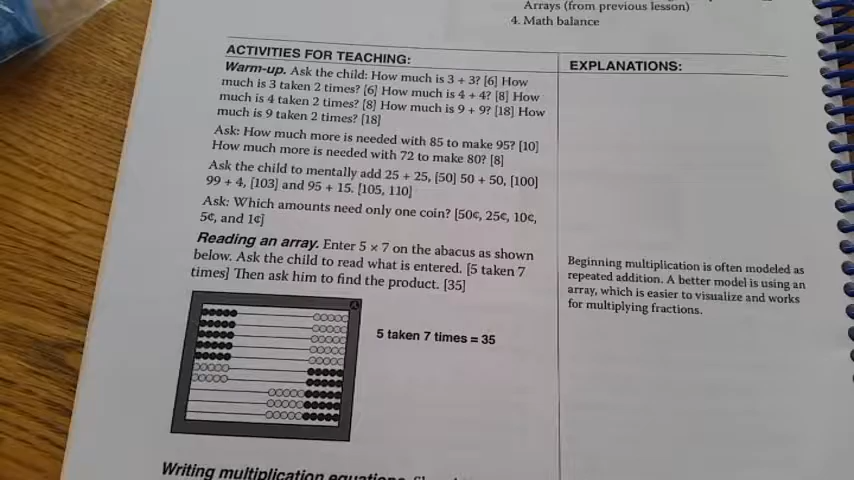 Arrays (from previous lesson)
4. Math balance
ACTIVITIES FOR TEACHING:
EXPLANATIONS:
Warm-up. Ask the child: How much is 3 + 3? [6] How
much is 3 taken 2 times? [6] How much is 4 + 4? [8] How
much is 4 taken 2 times? [8] How much is 9 + 9? [18] How
much is 9 taken 2 times? [18]
Ask: How much more is needed with 85 to make 95? [10]
How much more is needed with 72 to make 80? [8]
Ask the child to mentally add 25 + 25, [50] 50 + 50, [100]
99 + 4, [103] and 95 + 15. [105, 110]
Ask: Which amounts need only one coin? [50¢, 25¢, 10¢,
5¢, and 1¢]
Reading an array. Enter 5 × 7 on the abacus as shown
below. Ask the child to read what is entered. [5 taken 7
times] Then ask him to find the product. [35]
Beginning multiplication is often modeled as
repeated addition. A better model is using an
array, which is easier to visualize and works
for multiplying fractions.
5 taken 7 times = 35
Writing multiplication equations.